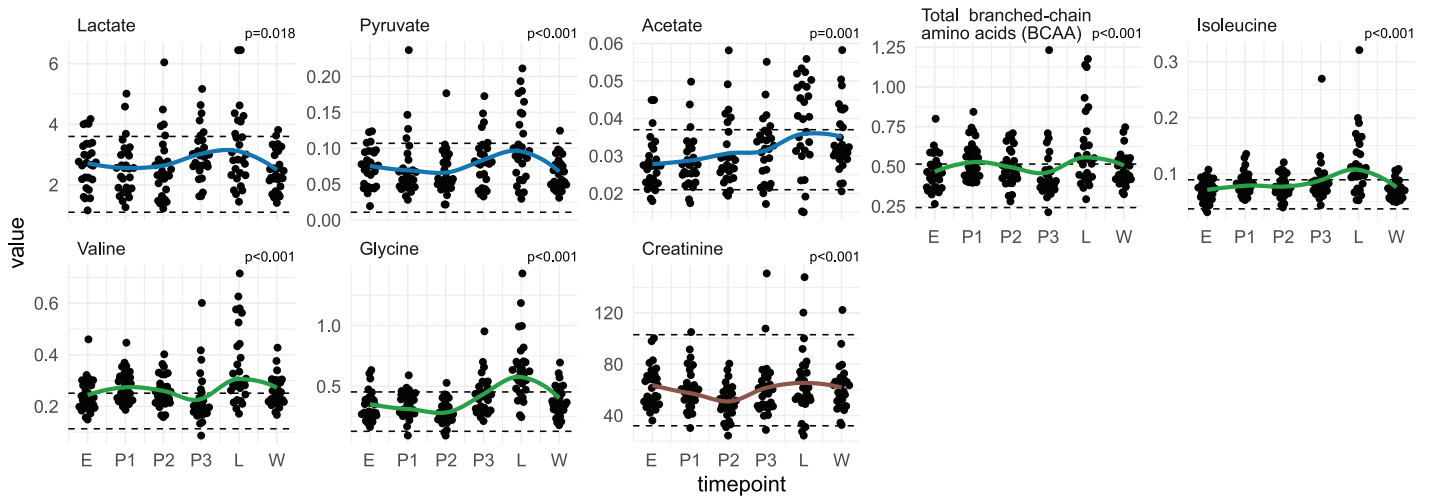 Lactate
p=0.018
Pyruvate
p<0.001
Acetate
p=0.001
Total branched-chain
amino acids (BCAA)
p<0.001
Isoleucine
p<0.001
6
4
2
0.20
0.15
0.10
0.05
0.00
0.06
0.05
0.04
0.03
0.02
1.25
1.00
0.75
0.50
0.25
0.3
0.2
0.1
E P1 P2 P3 L W
E P1 P2 P3 L W
value
Valine
p<0.001
Glycine
p<0.001
Creatinine
p<0.001
0.6
0.4
0.2
1.0
0.5
120
80
40
E P1 P2 P3 L W
E P1 P2 P3 L W
E P1 P2 P3 L W
timepoint